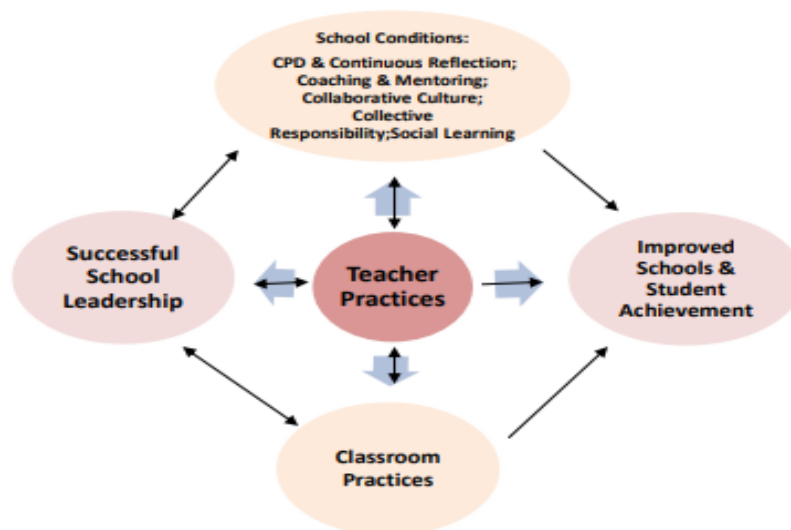 School Conditions:
CPD & Continuous Reflection;
Coaching & Mentoring;
Collaborative Culture;
Collective
Responsibility;Social Learning
Successful
School
Leadership
Teacher
Practices
Improved
Schools &
Student
Achievement
Classroom
Practices